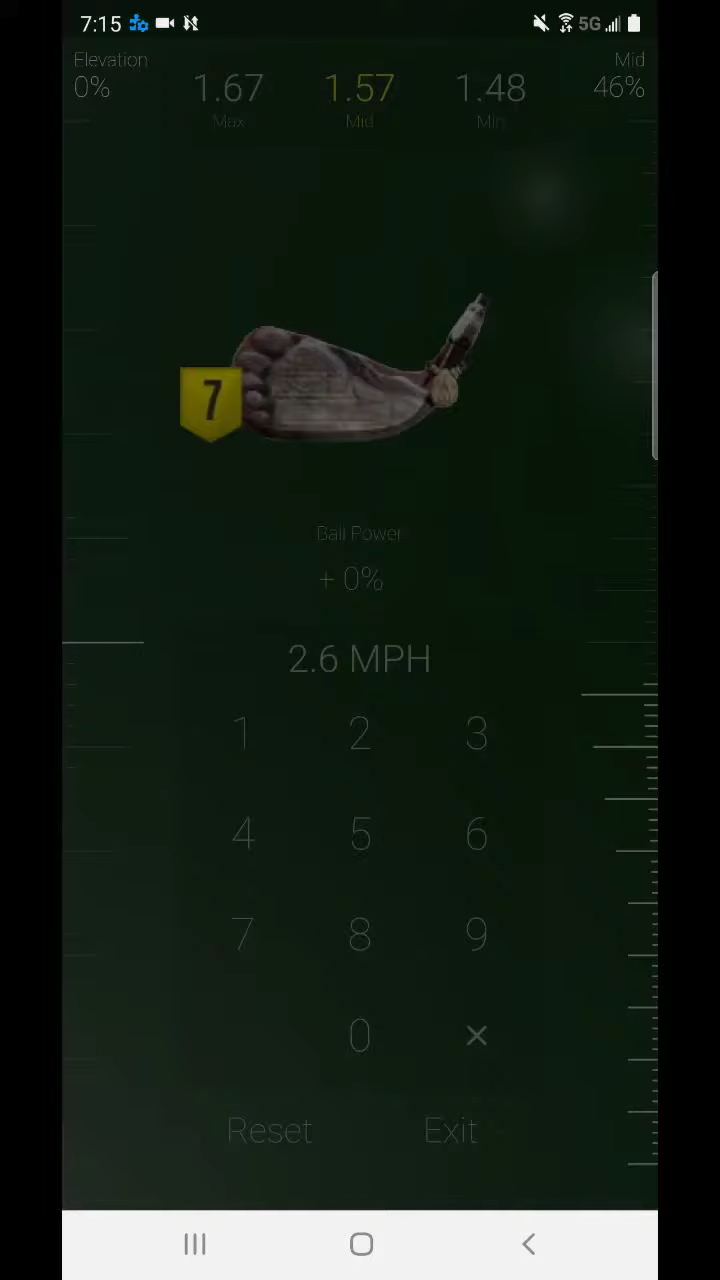 7:15 5G
Elevation
0%
1.67 1.57 1.48
Max Mid Min
Mid
46%
7
Ball Power
+ 0%
2.6 MPH
1 2 3
4 5 6
7 8 9
0 ×
Reset Exit